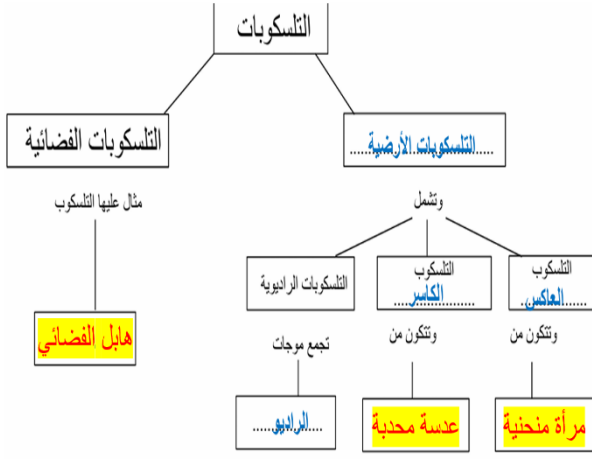 التلسكوبات
التلسكوبات الأرضية
التلسكوبات الفضائية
وتشمل
مثال عليها التلسكوب
التلسكوب
العاكس
التلسكوب
الكاسر
التلسكوبات الراديوية
وتتكون من
وتتكون من
تجمع موجات
هابل الفضائي
مرأة منحنية
عدسة محدبة
الراديو